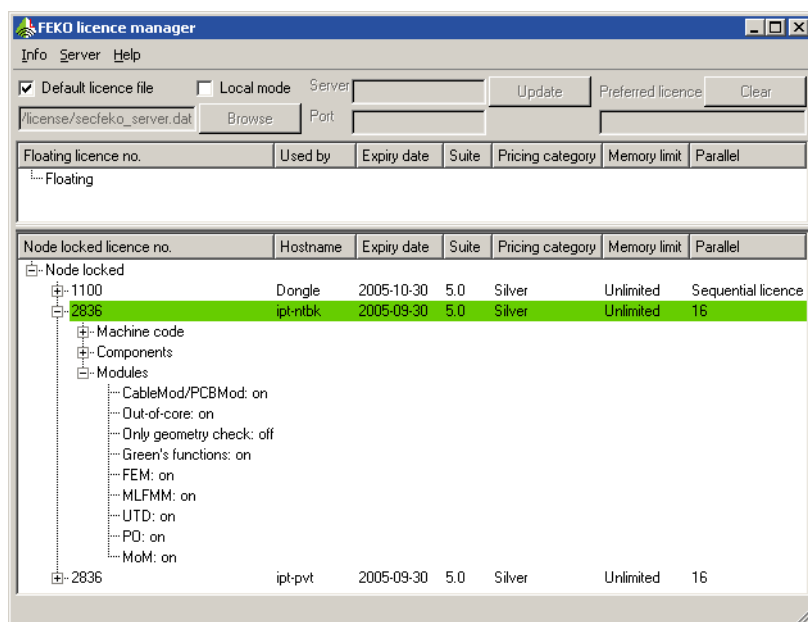 FEKO licence manager
Info Server Help
Default licence file Local mode Server Update Preferred licence Clear
/license/secfeko_server.dat Browse Port
Floating licence no. Used by Expiry date Suite Pricing category Memory limit Parallel
Floating
Node locked licence no. Hostname Expiry date Suite Pricing category Memory limit Parallel
Node locked
1100 Dongle 2005-10-30 5.0 Silver Unlimited Sequential licence
2836 ipt-ntbk 2005-09-30 5.0 Silver Unlimited 16
Machine code
Components
Modules
CableMod/PCBMod: on
Out-of-core: on
Only geometry check: off
Green's functions: on
FEM: on
MLFMM: on
UTD: on
PO: on
MoM: on
2836 ipt-pvt 2005-09-30 5.0 Silver Unlimited 16